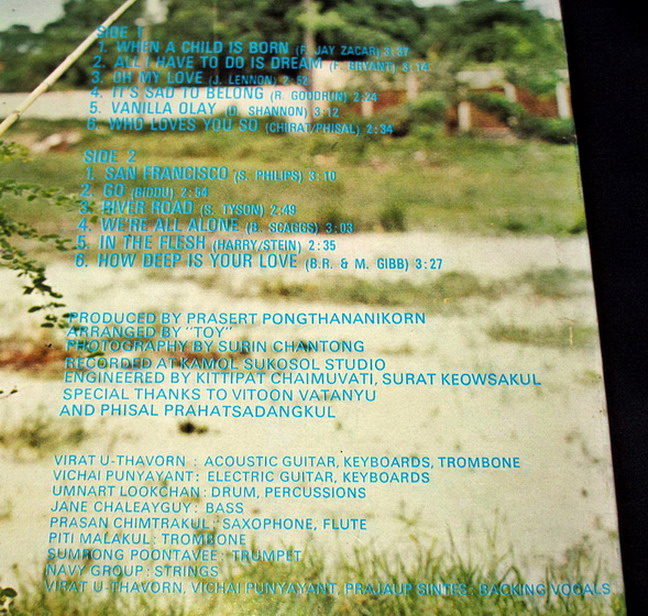 SIDE 1
1. WHEN A CHILD IS BORN (F. JAY ZACAR) 3:37
2. ALL I HAVE TO DO IS DREAM (F. BRYANT) 3:14
3. OH MY LOVE (J. LENNON) 2:52
4. IT'S SAD TO BELONG (R. GOODRUN) 2:24
5. VANILLA OLAY (D. SHANNON) 3:12
6. WHO LOVES YOU SO (CHIRAT/PHISAL) 2:34
SIDE 2
1. SAN FRANCISCO (S. PHILIPS) 3:10
2. GO (BIDDU) 2:54
3. RIVER ROAD (S. TYSON) 2:49
4. WE'RE ALL ALONE (B. SCAGGS) 3:03
5. IN THE FLESH (HARRY/STEIN) 2:35
6. HOW DEEP IS YOUR LOVE (B.R. & M. GIBB) 3:27
PRODUCED BY PRASERT PONGTHANANIKORN
ARRANGED BY "TOY"
PHOTOGRAPHY BY SURIN CHANTONG
RECORDED AT KAMOL SUKOSOL STUDIO
ENGINEERED BY KITTIPAT CHAIMUVATI, SURAT KEOWSAKUL
SPECIAL THANKS TO VITOON VATANYU
AND PHISAL PRAHATSADANGKUL
VIRAT U-THAVORN : ACOUSTIC GUITAR, KEYBOARDS, TROMBONE
VICHAI PUNYAYANT : ELECTRIC GUITAR, KEYBOARDS
UMNART LOOKCHAN : DRUM, PERCUSSIONS
JANE CHALEAYGUY : BASS
PRASAN CHIMTRAKUL : SAXOPHONE, FLUTE
PITI MALAKUL : TROMBONE
SUMRONG POONTAVEE : TRUMPET
NAVY GROUP : STRINGS
VIRAT U-THAVORN, VICHAI PUNYAYANT, PRAJAUP SINTES : BACKING VOCALS